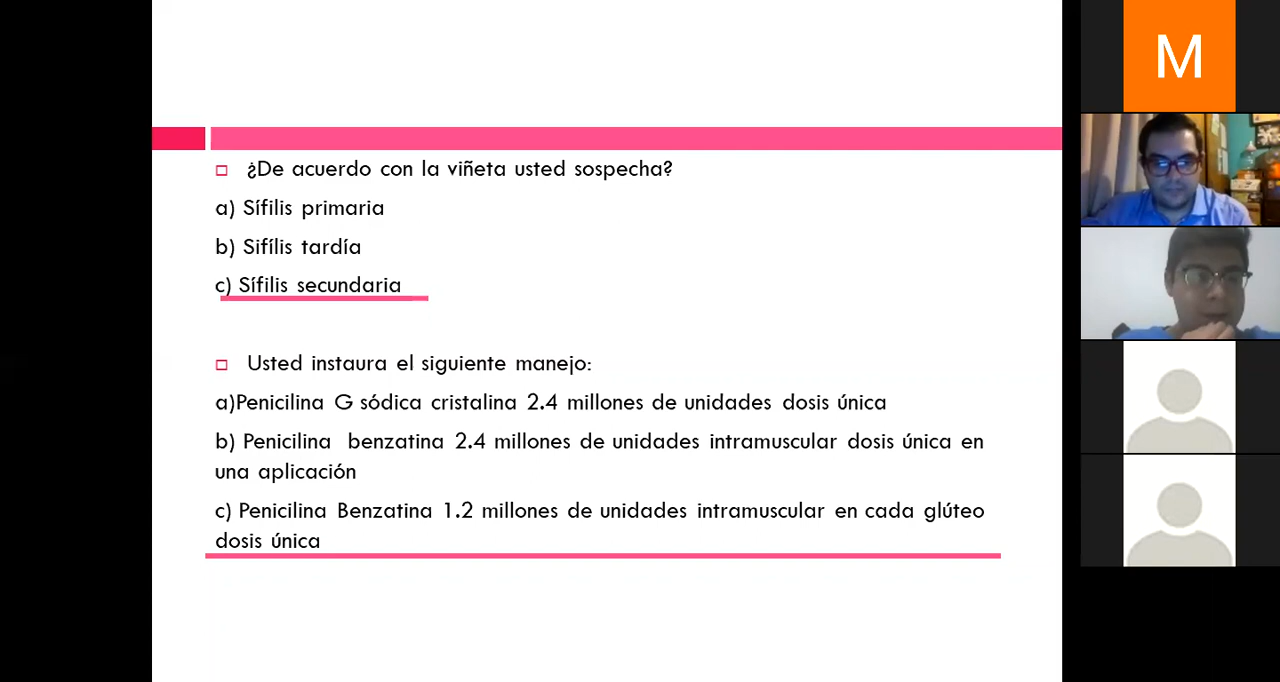 ¿De acuerdo con la viñeta usted sospecha?
a) Sífilis primaria
b) Sifílis tardía
c) Sífilis secundaria
Usted instaura el siguiente manejo:
a)Penicilina G sódica cristalina 2.4 millones de unidades dosis única
b) Penicilina benzatina 2.4 millones de unidades intramuscular dosis única en
una aplicación
c) Penicilina Benzatina 1.2 millones de unidades intramuscular en cada glúteo
dosis única
M